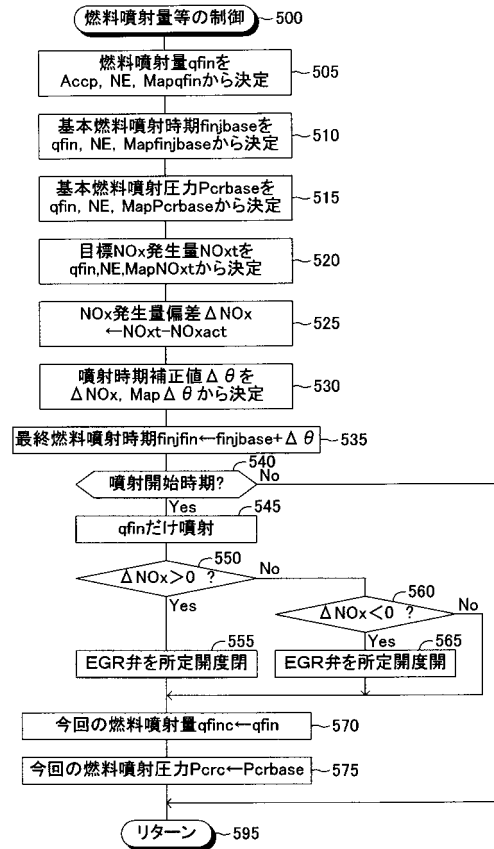 燃料噴射量等の制御 500
燃料噴射量qfinを
Accp, NE, Mapqfinから決定 505
基本燃料噴射時期finjbaseを
qfin, NE, Mapfinjbaseから決定 510
基本燃料噴射圧力Pcrbaseを
qfin, NE, MapPcrbaseから決定 515
目標NOx発生量NOxtを
qfin,NE,MapNOxtから決定 520
NOx発生量偏差ΔNOx
←NOxt-NOxact 525
噴射時期補正値Δθを
ΔNOx, MapΔθから決定 530
最終燃料噴射時期finjfin←finjbase+Δθ 535
噴射開始時期? 540
No
Yes
qfinだけ噴射 545
ΔNOx>0 ? 550
No
Yes
ΔNOx<0 ? 560
No
Yes
EGR弁を所定開度閉 555
EGR弁を所定開度開 565
今回の燃料噴射量qfinc←qfin 570
今回の燃料噴射圧力Pcrc←Pcrbase 575
リターン 595